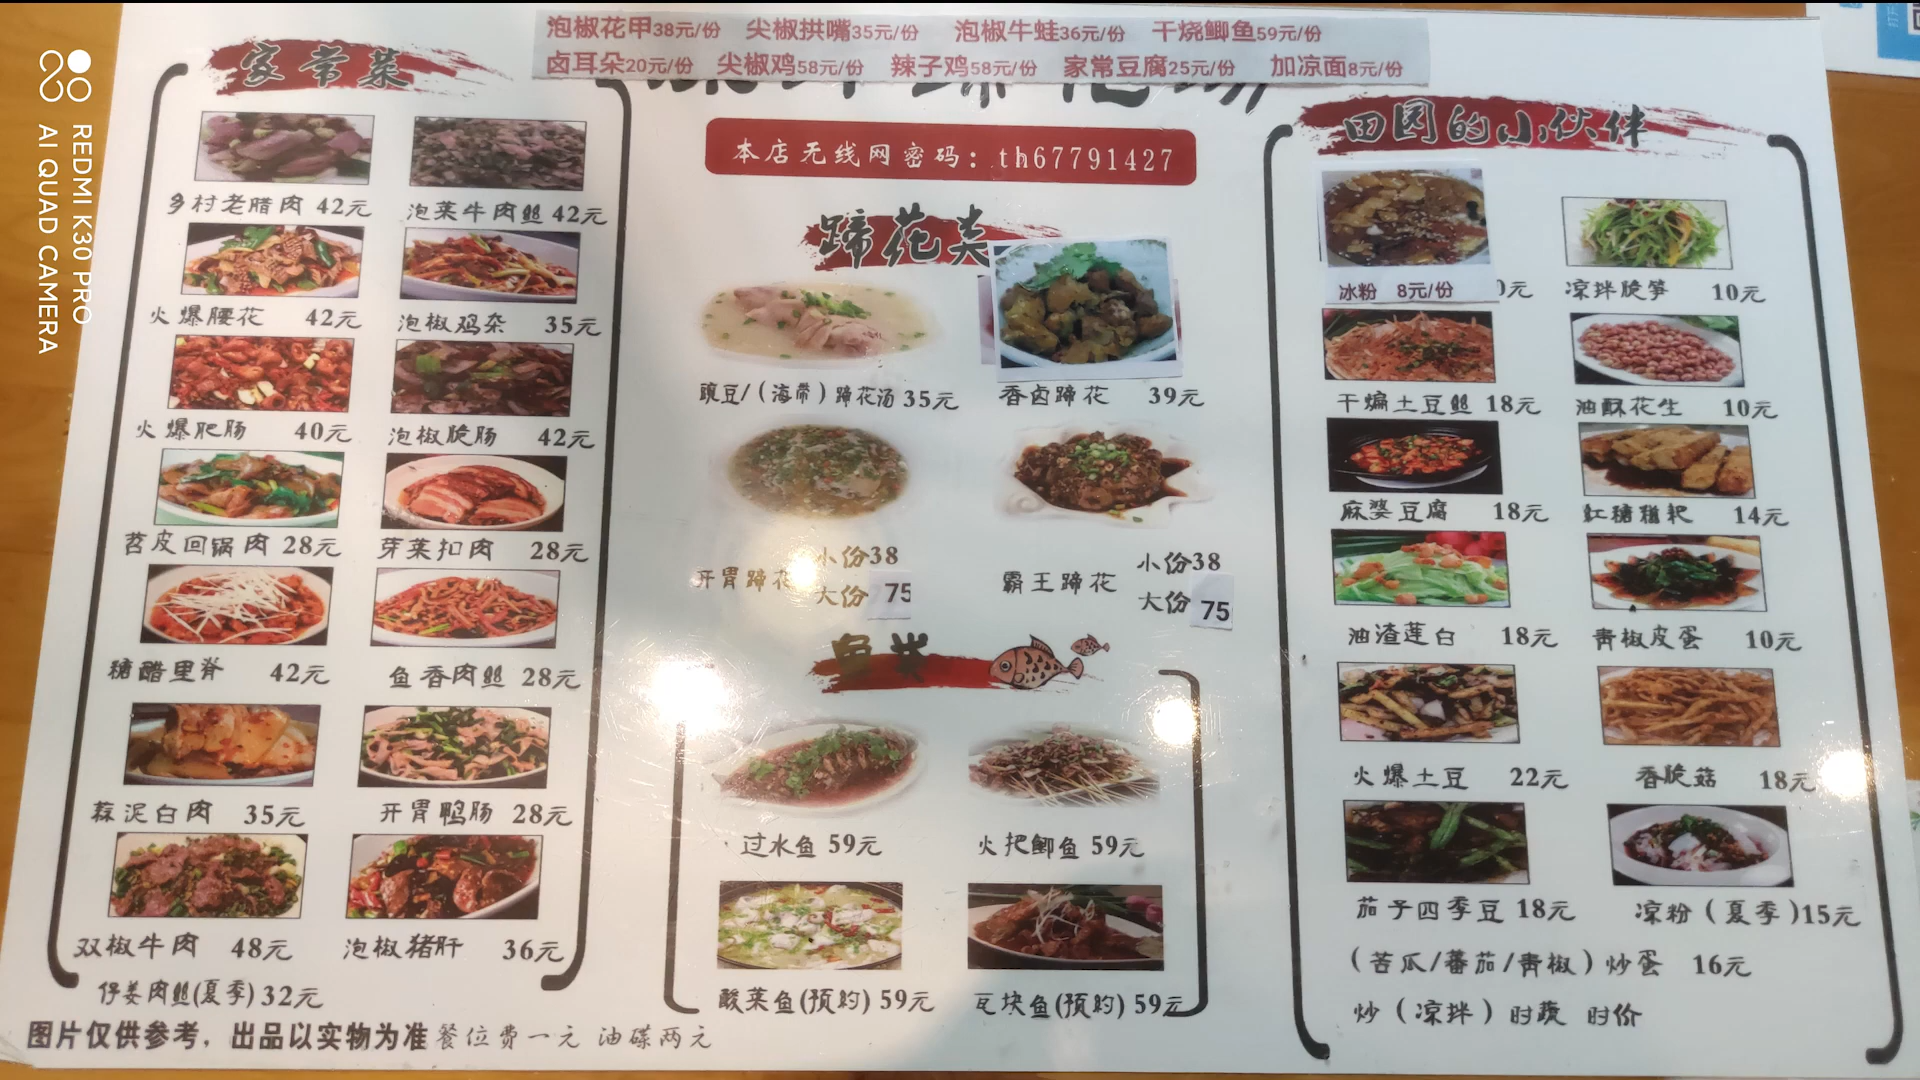 泡椒花甲38元/份 尖椒拱嘴35元/份 泡椒牛蛙36元/份 干烧鲫鱼59元/份
卤耳朵20元/份 尖椒鸡58元/份 辣子鸡58元/份 家常豆腐25元/份 加凉面8元/份
家常菜
乡村老腊肉 42元 泡菜牛肉丝 42元
火爆腰花 42元 泡椒鸡杂 35元
火爆肥肠 40元 泡椒脆肠 42元
苕皮回锅肉 28元 芽菜扣肉 28元
糖醋里脊 42元 鱼香肉丝 28元
蒜泥白肉 35元 开胃鸭肠 28元
双椒牛肉 48元 泡椒猪肝 36元
仔姜肉丝(夏季) 32元
图片仅供参考，出品以实物为准 餐位费一元 油碟两元
本店无线网密码: th67791427
蹄花类
豌豆/(海带)蹄花汤 35元 香卤蹄花 39元
开胃蹄花 小份38 大份 75
霸王蹄花 小份38 大份 75
鱼类
过水鱼 59元 火把鲫鱼 59元
酸菜鱼(预约) 59元 瓦块鱼(预约) 59元
田园的小伙伴
冰粉 8元/份 0元 凉拌脆笋 10元
干煸土豆丝 18元 油酥花生 10元
麻婆豆腐 18元 红糖糍粑 14元
油渣莲白 18元 青椒皮蛋 10元
火爆土豆 22元 香脆菇 18元
茄子四季豆 18元 凉粉(夏季) 15元
(苦瓜/蕃茄/青椒)炒蛋 16元
炒(凉拌)时蔬 时价
REDMI K30 PRO
AI QUAD CAMERA